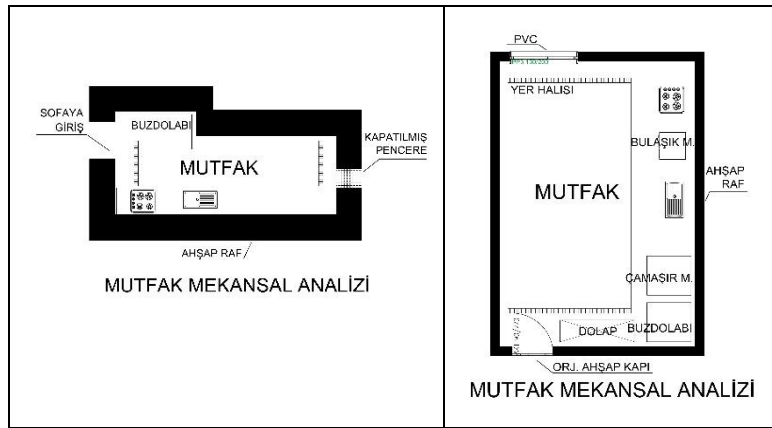 SOFAYA
GİRİŞ
BUZDOLABI
MUTFAK
KAPATILMIŞ
PENCERE
AHŞAP RAF
MUTFAK MEKANSAL ANALİZİ
PVC
YER HALISI
BULAŞIK M.
MUTFAK
AHŞAP
RAF
ÇAMAŞIR M.
DOLAP
BUZDOLABI
ORJ. AHŞAP KAPI
MUTFAK MEKANSAL ANALİZİ